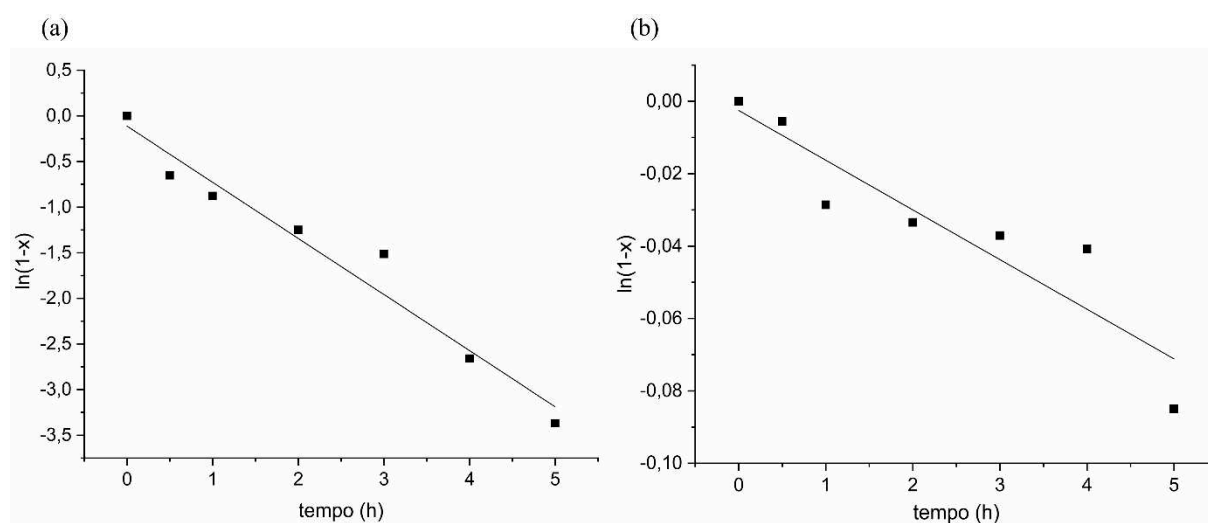 (a)
0,5
0,0
-0,5
-1,0
-1,5
-2,0
-2,5
-3,0
-3,5
ln(1-x)
0 1 2 3 4 5
tempo (h)
(b)
0,00
-0,02
-0,04
-0,06
-0,08
-0,10
ln(1-x)
0 1 2 3 4 5
tempo (h)